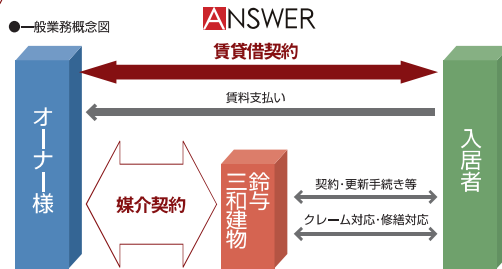 ANSWER
●一般業務概念図
賃貸借契約
賃料支払い
オーナー様
媒介契約
鈴与
三和建物
契約・更新手続き等
クレーム対応・修繕対応
入居者